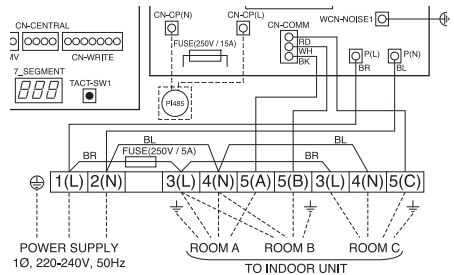 CN-CP(N) CN-CP(L) CN-COMM WCN-NOISE1
CN-CENTRAL
FUSE(250V / 15A)
RD
WH
BK
P(L) P(N)
MV CN-WRITE
BR BL
7_SEGMENT
TACT-SW1
888
PI485
BL BL
FUSE(250V / 5A)
BR BR
1(L) 2(N) 3(L) 4(N) 5(A) 5(B) 3(L) 4(N) 5(C)
POWER SUPPLY
1Ø, 220-240V, 50Hz
ROOM A ROOM B ROOM C
TO INDOOR UNIT